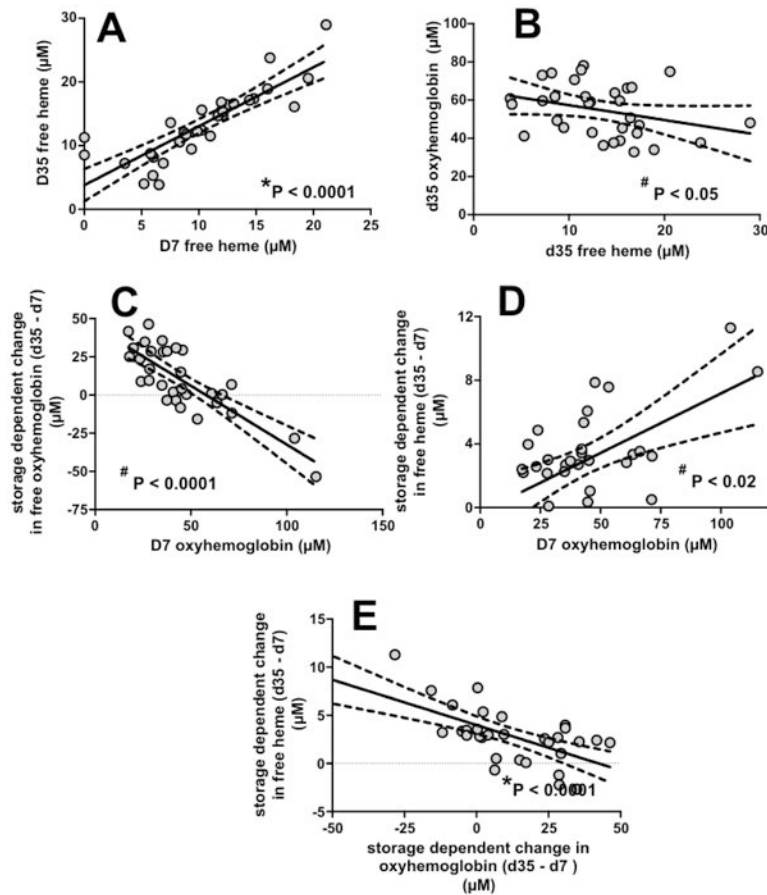 A
D35 free heme (µM)
30
20
10
0
0 5 10 15 20 25
D7 free heme (µM)
*P < 0.0001
B
d35 oxyhemoglobin (µM)
100
80
60
40
20
0
0 10 20 30
d35 free heme (µM)
# P < 0.05
C
storage dependent change
in free oxyhemoglobin (d35 - d7)
(µM)
75
50
25
0
-25
-50
-75
0 50 100 150
D7 oxyhemoglobin (µM)
# P < 0.0001
D
storage dependent change
in free heme (d35 - d7)
(µM)
12
8
4
0
0 25 50 75 100
D7 oxyhemoglobin (µM)
# P < 0.02
E
storage dependent change
in free heme (d35 - d7)
(µM)
15
10
5
0
-5
-50 -25 0 25 50
storage dependent change in
oxyhemoglobin (d35 - d7 )
(µM)
*P < 0.0001